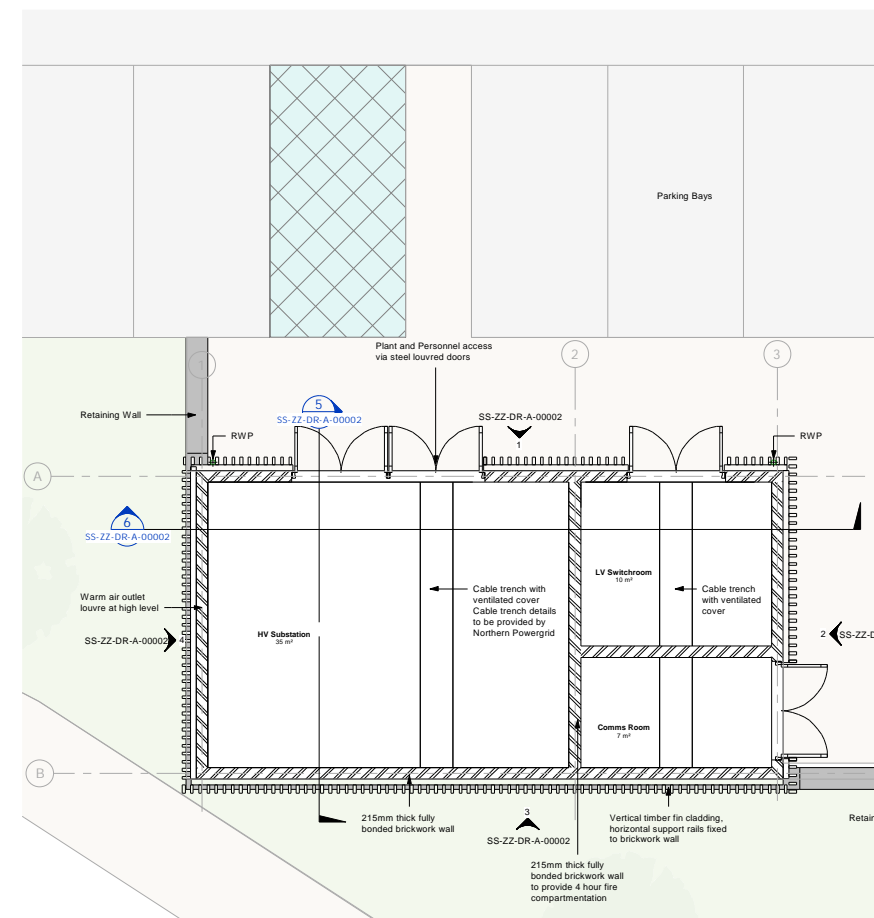 Parking Bays
Plant and Personnel access
via steel louvred doors
1
2
3
5
SS-ZZ-DR-A-00002
SS-ZZ-DR-A-00002
1
Retaining Wall
RWP
RWP
A
6
SS-ZZ-DR-A-00002
LV Switchroom
10 m²
Cable trench with
ventilated cover
Cable trench details
to be provided by
Northern Powergrid
Cable trench
with ventilated
cover
Warm air outlet
louvre at high level
HV Substation
35 m²
SS-ZZ-DR-A-00002
4
2
SS-ZZ-D
Comms Room
7 m²
B
215mm thick fully
bonded brickwork wall
3
SS-ZZ-DR-A-00002
Vertical timber fin cladding,
horizontal support rails fixed
to brickwork wall
Retain
215mm thick fully
bonded brickwork wall
to provide 4 hour fire
compartmentation